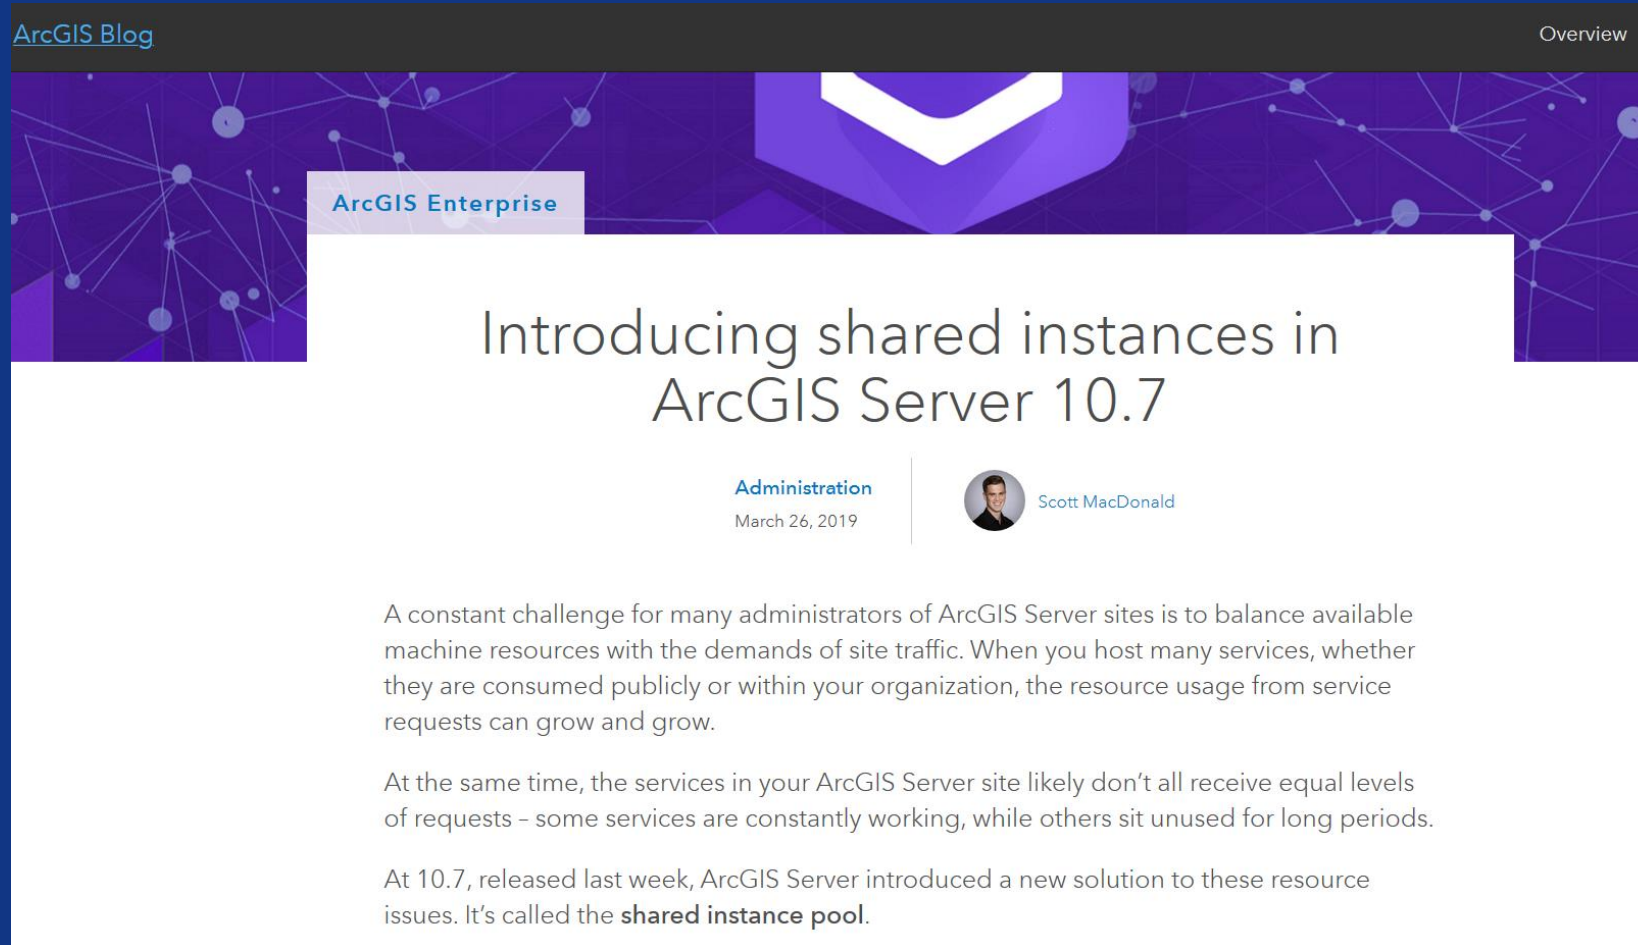 ArcGIS Blog
Overview
ArcGIS Enterprise
Introducing shared instances in
ArcGIS Server 10.7
Administration
March 26, 2019
Scott MacDonald
A constant challenge for many administrators of ArcGIS Server sites is to balance available
machine resources with the demands of site traffic. When you host many services, whether
they are consumed publicly or within your organization, the resource usage from service
requests can grow and grow.
At the same time, the services in your ArcGIS Server site likely don’t all receive equal levels
of requests – some services are constantly working, while others sit unused for long periods.
At 10.7, released last week, ArcGIS Server introduced a new solution to these resource
issues. It’s called the shared instance pool.